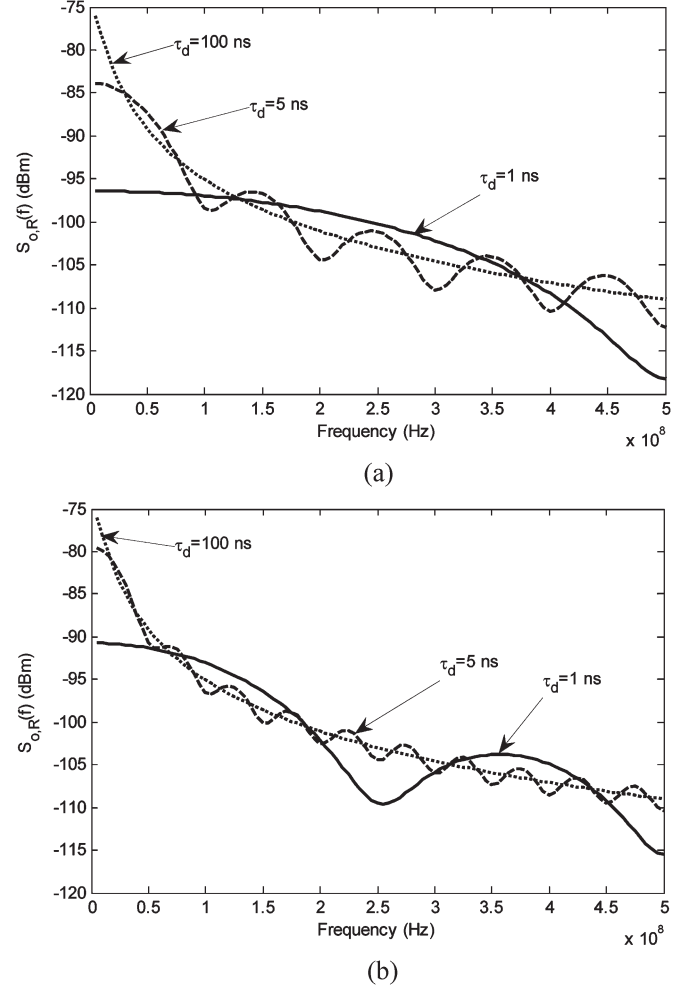 -75
-80
-85
-90
-95
-100
-105
-110
-115
-120
S_{o,R}(f) (dBm)
τ_d=100 ns
τ_d=5 ns
τ_d=1 ns
0 0.5 1 1.5 2 2.5 3 3.5 4 4.5 5
Frequency (Hz)
x 10^8
(a)
-75
-80
-85
-90
-95
-100
-105
-110
-115
-120
S_{o,R}(f) (dBm)
τ_d=100 ns
τ_d=5 ns
τ_d=1 ns
0 0.5 1 1.5 2 2.5 3 3.5 4 4.5 5
Frequency (Hz)
x 10^8
(b)